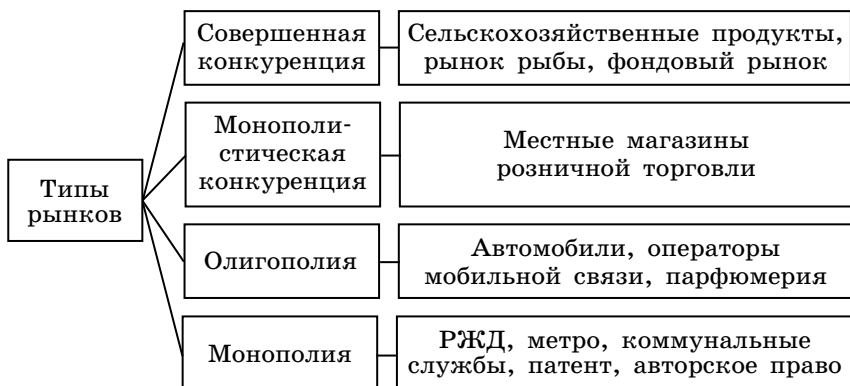 Типы
рынков
Совершенная
конкуренция
Сельскохозяйственные продукты,
рынок рыбы, фондовый рынок
Монополи-
стическая
конкуренция
Местные магазины
розничной торговли
Олигополия
Автомобили, операторы
мобильной связи, парфюмерия
Монополия
РЖД, метро, коммунальные
службы, патент, авторское право